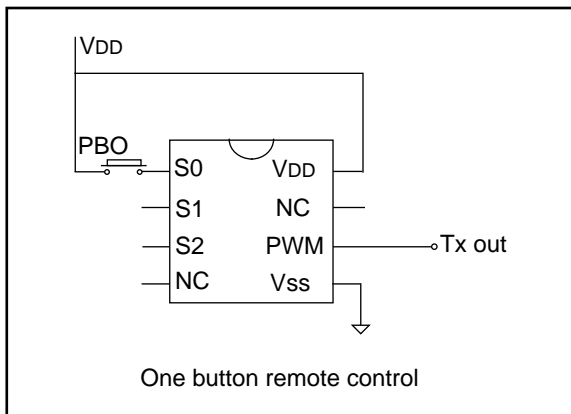 VDD
PBO
S0 VDD
S1 NC
S2 PWM Tx out
NC Vss
One button remote control